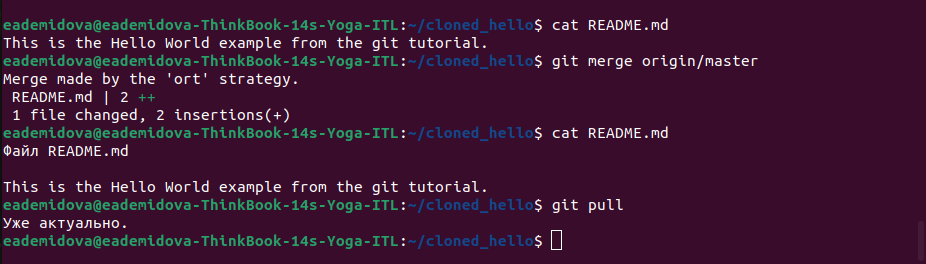 eademidova@eademidova-ThinkBook-14s-Yoga-ITL:~/cloned_hello$ cat README.md
This is the Hello World example from the git tutorial.
eademidova@eademidova-ThinkBook-14s-Yoga-ITL:~/cloned_hello$ git merge origin/master
Merge made by the 'ort' strategy.
 README.md | 2 ++
 1 file changed, 2 insertions(+)
eademidova@eademidova-ThinkBook-14s-Yoga-ITL:~/cloned_hello$ cat README.md
Файл README.md

This is the Hello World example from the git tutorial.
eademidova@eademidova-ThinkBook-14s-Yoga-ITL:~/cloned_hello$ git pull
Уже актуально.
eademidova@eademidova-ThinkBook-14s-Yoga-ITL:~/cloned_hello$